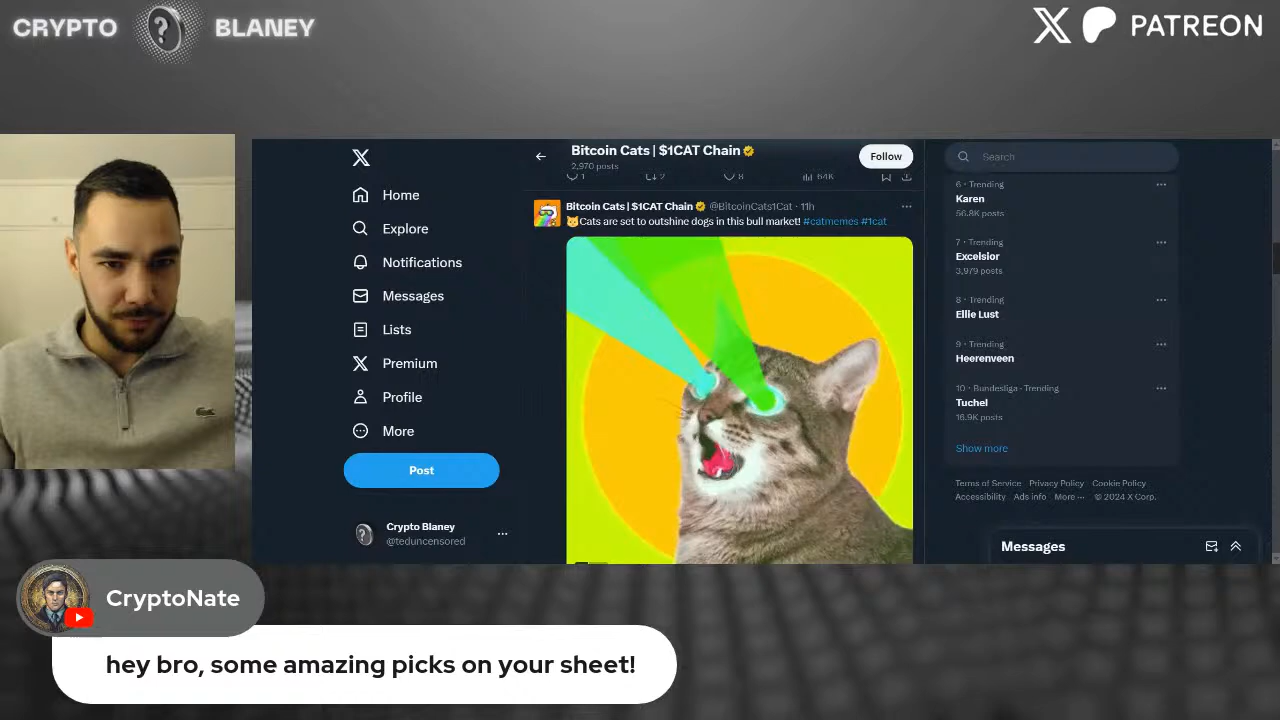 CRYPTO ? BLANEY
PATREON
Home
Explore
Notifications
Messages
Lists
Premium
Profile
More
Post
Crypto Blaney
@teduncensored
Bitcoin Cats | $1CAT Chain
2,970 posts
Follow
1 2 8 64K
Bitcoin Cats | $1CAT Chain @BitcoinCats1Cat · 11h
😺Cats are set to outshine dogs in this bull market! #catmemes #1cat
Search
6 · Trending
Karen
56.8K posts
7 · Trending
Excelsior
3,979 posts
8 · Trending
Ellie Lust
9 · Trending
Heerenveen
10 · Bundesliga · Trending
Tuchel
16.9K posts
Show more
Terms of Service Privacy Policy Cookie Policy
Accessibility Ads info More ··· © 2024 X Corp.
Messages
CryptoNate
hey bro, some amazing picks on your sheet!